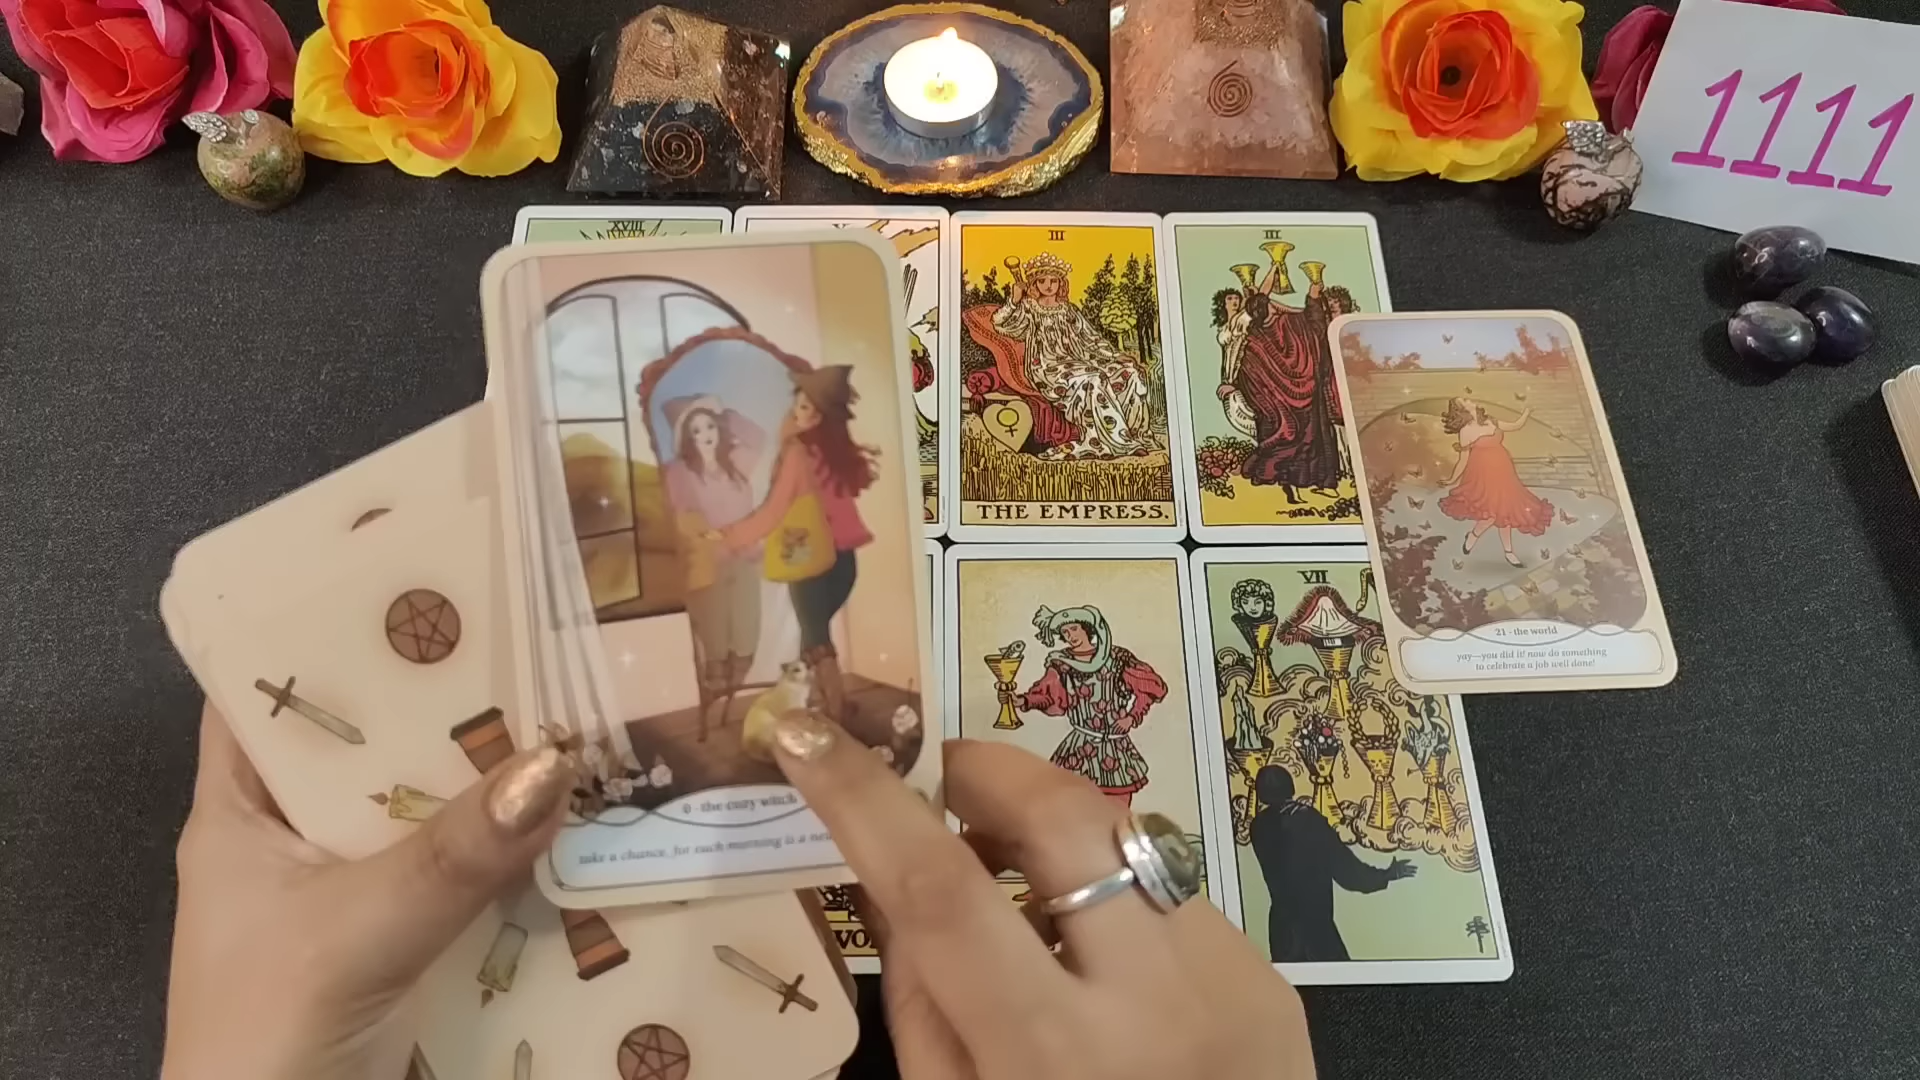 1111
XVIII
III
III
THE EMPRESS.
VII
21 - the world
yay—you did it! now do something
to celebrate a job well done!
0 - the cozy witch
take a chance, for each morning is a
WO